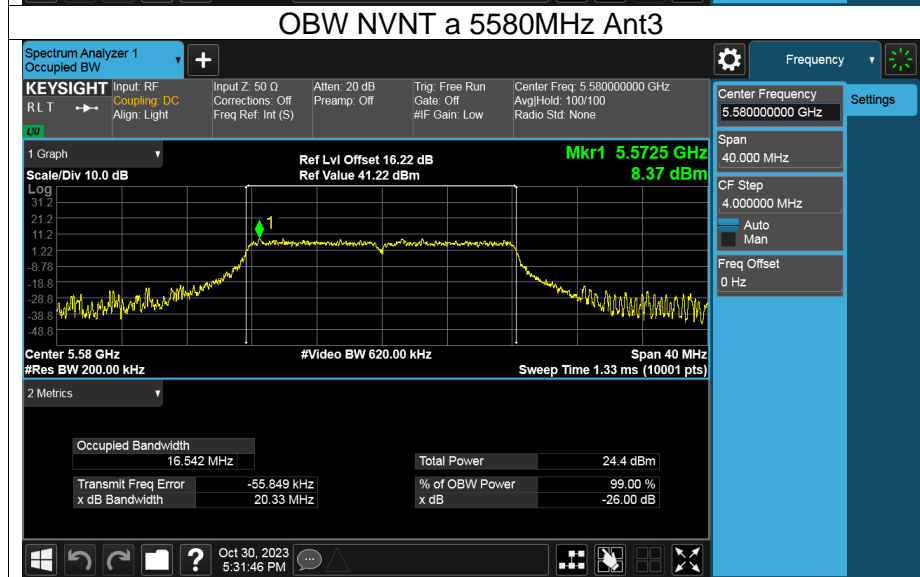 OBW NVNT a 5580MHz Ant3
Spectrum Analyzer 1
Occupied BW
+
Frequency
KEYSIGHT
RLT
LXI
Input: RF
Coupling: DC
Align: Light
Input Z: 50 Ω
Corrections: Off
Freq Ref: Int (S)
Atten: 20 dB
Preamp: Off
Trig: Free Run
Gate: Off
#IF Gain: Low
Center Freq: 5.580000000 GHz
Avg|Hold: 100/100
Radio Std: None
Center Frequency
5.580000000 GHz
Settings
Span
40.000 MHz
CF Step
4.000000 MHz
Auto
Man
Freq Offset
0 Hz
1 Graph
Ref Lvl Offset 16.22 dB
Mkr1 5.5725 GHz
Scale/Div 10.0 dB
Ref Value 41.22 dBm
8.37 dBm
Log
31.2
21.2
11.2
1.22
-8.78
-18.8
-28.8
-38.8
-48.8
1
Center 5.58 GHz
#Video BW 620.00 kHz
Span 40 MHz
#Res BW 200.00 kHz
Sweep Time 1.33 ms (10001 pts)
2 Metrics
Occupied Bandwidth
16.542 MHz
Total Power 24.4 dBm
Transmit Freq Error -55.849 kHz
% of OBW Power 99.00 %
x dB Bandwidth 20.33 MHz
x dB -26.00 dB
?
Oct 30, 2023
5:31:46 PM